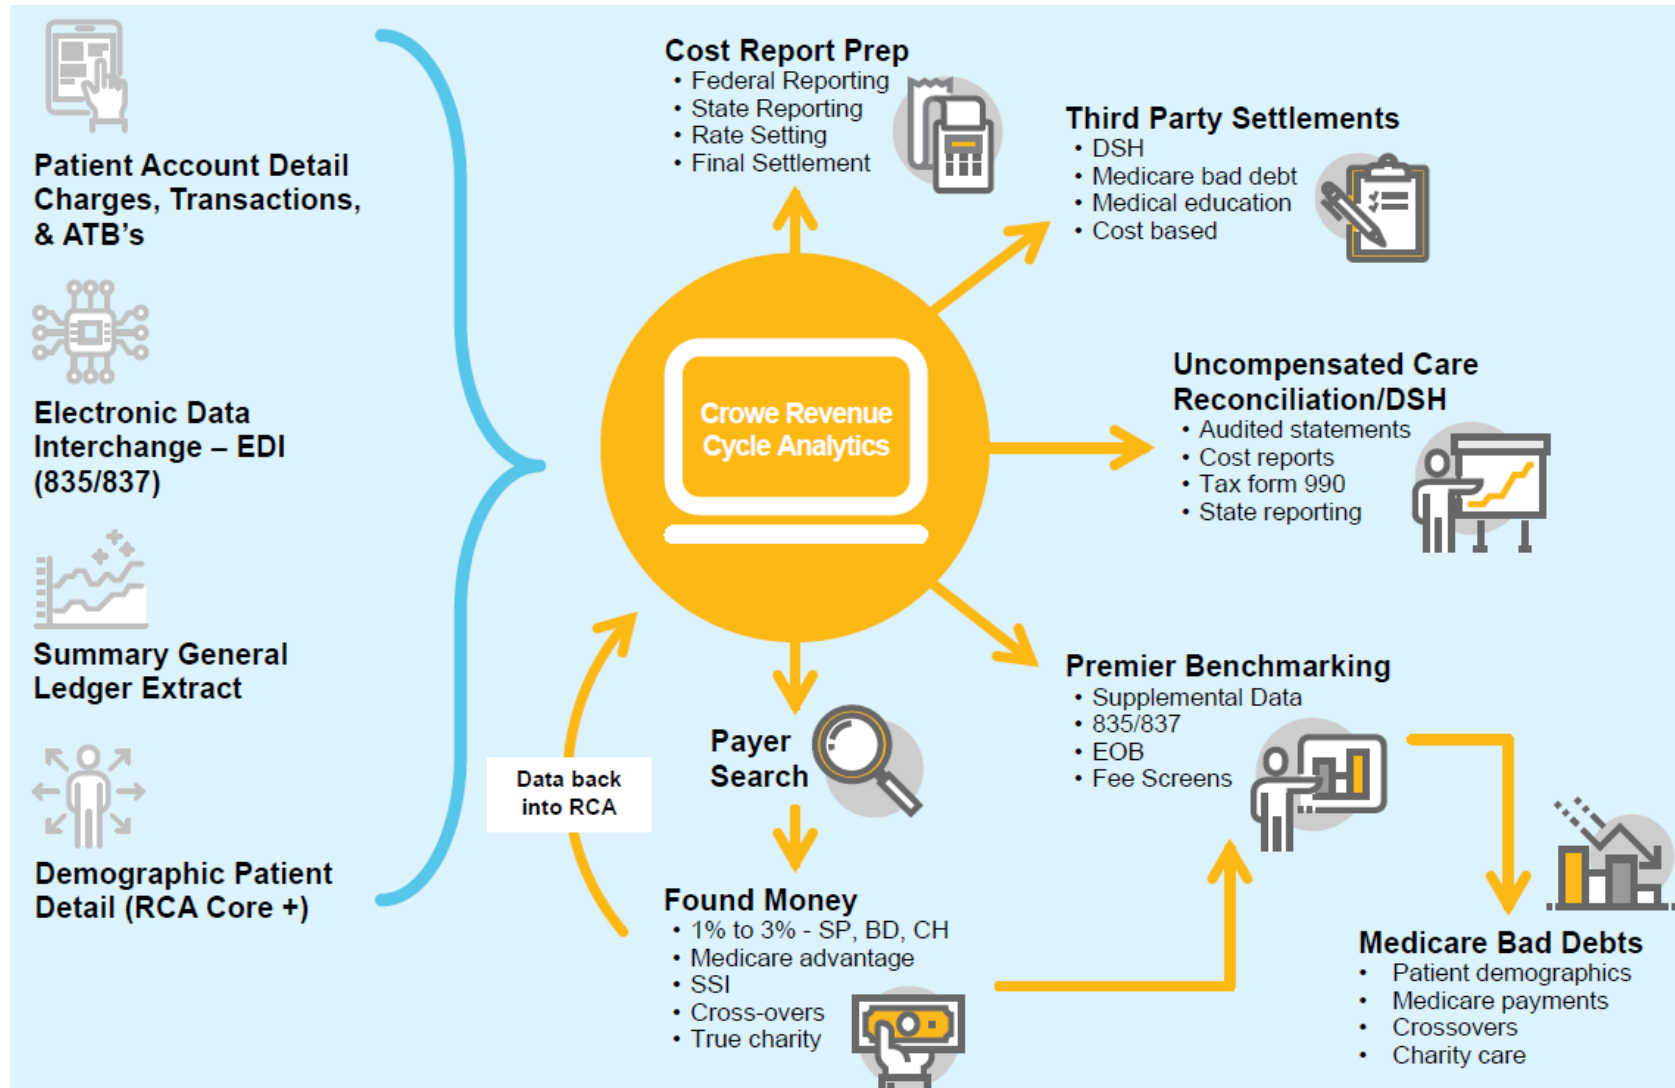 Patient Account Detail
Charges, Transactions,
& ATB's
Electronic Data
Interchange – EDI
(835/837)
Summary General
Ledger Extract
Demographic Patient
Detail (RCA Core +)
Cost Report Prep
• Federal Reporting
• State Reporting
• Rate Setting
• Final Settlement
Third Party Settlements
• DSH
• Medicare bad debt
• Medical education
• Cost based
Crowe Revenue
Cycle Analytics
Uncompensated Care
Reconciliation/DSH
• Audited statements
• Cost reports
• Tax form 990
• State reporting
Premier Benchmarking
• Supplemental Data
• 835/837
• EOB
• Fee Screens
Payer
Search
Data back
into RCA
Found Money
• 1% to 3% - SP, BD, CH
• Medicare advantage
• SSI
• Cross-overs
• True charity
Medicare Bad Debts
• Patient demographics
• Medicare payments
• Crossovers
• Charity care